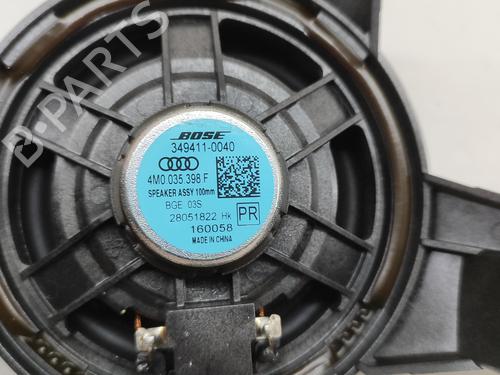 BOSE
349411-0040
4M0 035 398 F
SPEAKER ASSY 100mm
BGE 03S
28051822 Hk PR
160058
MADE IN CHINA
B-PARTS